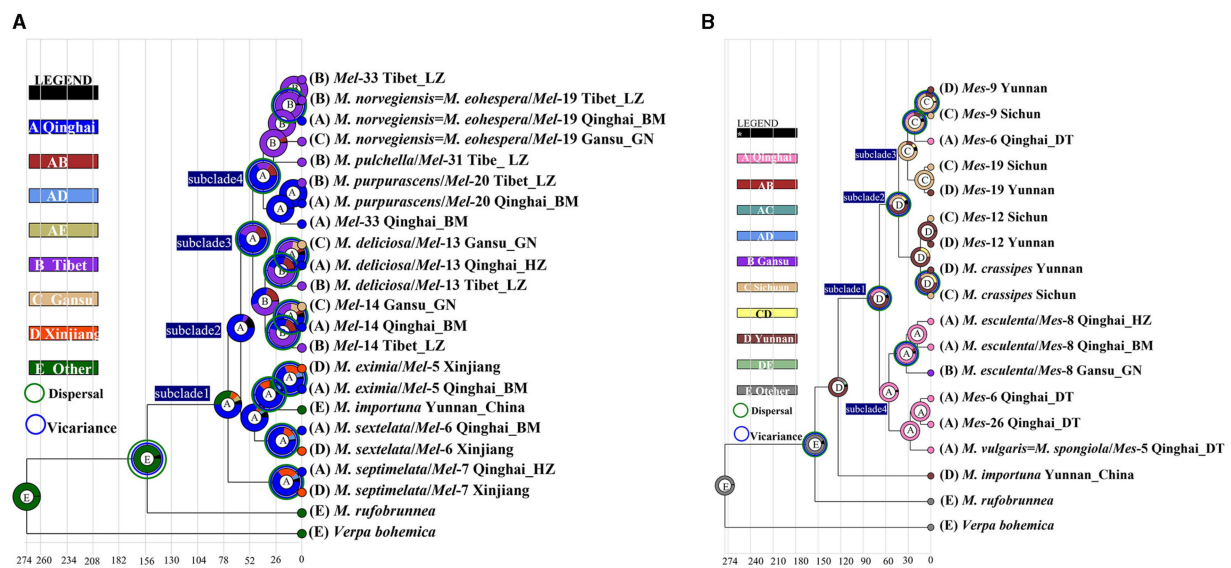 A
LEGEND
A Qinghai
AB
AD
AE
B Tibet
C Gansu
D Xinjiang
E Other
Dispersal
Vicariance
subclade4
subclade3
subclade2
subclade1
(B) Mel-33 Tibet_LZ
(B) M. norvegiensis=M. eohespera/Mel-19 Tibet_LZ
(A) M. norvegiensis=M. eohespera/Mel-19 Qinghai_BM
(C) M. norvegiensis=M. eohespera/Mel-19 Gansu_GN
(B) M. pulchella/Mel-31 Tibe_ LZ
(B) M. purpurascens/Mel-20 Tibet_LZ
(A) M. purpurascens/Mel-20 Qinghai_BM
(A) Mel-33 Qinghai_BM
(C) M. deliciosa/Mel-13 Gansu_GN
(A) M. deliciosa/Mel-13 Qinghai_HZ
(B) M. deliciosa/Mel-13 Tibet_LZ
(C) Mel-14 Gansu_GN
(A) Mel-14 Qinghai_BM
(B) Mel-14 Tibet_LZ
(D) M. eximia/Mel-5 Xinjiang
(A) M. eximia/Mel-5 Qinghai_BM
(E) M. importuna Yunnan_China
(A) M. sextelata/Mel-6 Qinghai_BM
(D) M. sextelata/Mel-6 Xinjiang
(A) M. septimelata/Mel-7 Qinghai_HZ
(D) M. septimelata/Mel-7 Xinjiang
(E) M. rufobrunnea
(E) Verpa bohemica
B B A B A A A A B A A A A A A A E E
274 260 234 208 182 156 130 104 78 52 26 0
B
LEGEND
*
A Qinghai
AB
AC
AD
B Gansu
C Sichuan
CD
D Yunnan
DE
E Oteher
Dispersal
Vicariance
subclade3
subclade2
subclade1
subclade4
(D) Mes-9 Yunnan
(C) Mes-9 Sichun
(A) Mes-6 Qinghai_DT
(C) Mes-19 Sichun
(D) Mes-19 Yunnan
(C) Mes-12 Sichun
(D) Mes-12 Yunnan
(D) M. crassipes Yunnan
(C) M. crassipes Sichun
(A) M. esculenta/Mes-8 Qinghai_HZ
(A) M. esculenta/Mes-8 Qinghai_BM
(B) M. esculenta/Mes-8 Gansu_GN
(A) Mes-6 Qinghai_DT
(A) Mes-26 Qinghai_DT
(A) M. vulgaris=M. spongiola/Mes-5 Qinghai_DT
(D) M. importuna Yunnan_China
(E) M. rufobrunnea
(E) Verpa bohemica
C C C C D D D D D A A A A A D E E
274 240 210 180 150 120 90 60 30 0